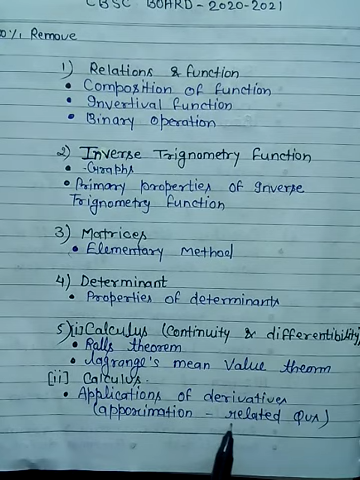 CBSC BOARD - 2020-2021
0% Remove
1) Relations & function
• Composition of function
• Invertival function
• Binary operation
2) Inverse Trignometry Function
• Graphs
• Primary properties of Inverse
Trignometry function
3) Matrices
• Elementary Method
4) Determinant
• Properties of determinants
5) [i] Calculus (Continuity & differentibility)
• Ralls theorem
• Lagrange's mean Value theorm
[ii] Calculus.
• Applications of derivatives
(apporimation - related Qus)